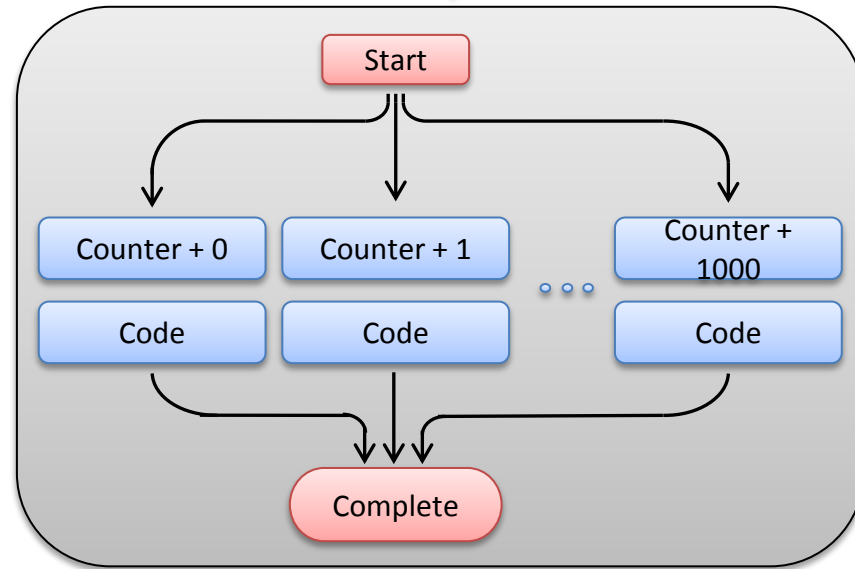 Start
Counter + 0
Counter + 1
Counter +
1000
Code
Code
Code
Complete